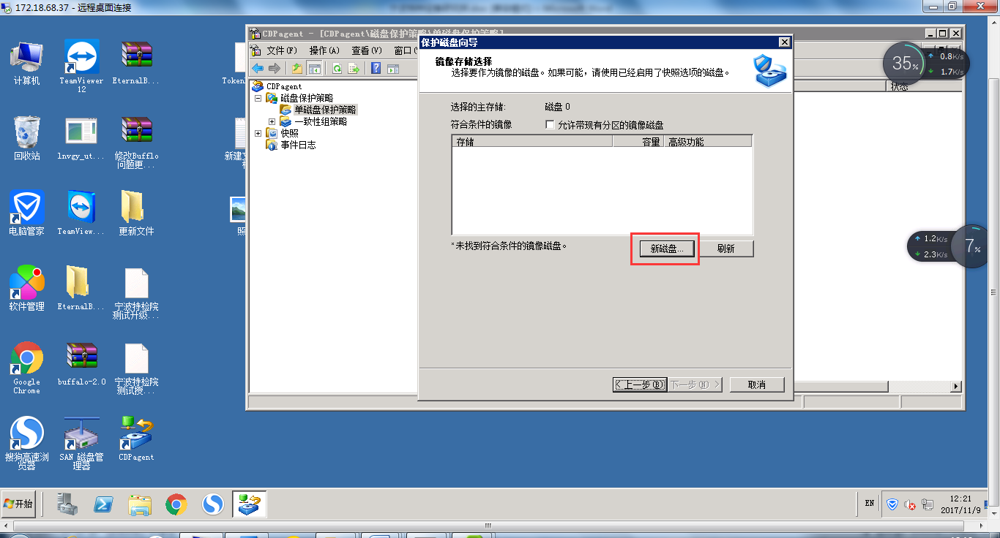 172.18.68.37 - 远程桌面连接
计算机
TeamViewer
12
EternalB...
Token
回收站
lnvgy_ut...
修改Bufflo
问题更...
新建文
电脑管家
TeamView...
更新文件
照
软件管理
EternalB...
宁波特检院
测试升级...
Google
Chrome
buffalo-2.0
宁波特检院
测试授...
搜狗高速浏
览器
SAN 磁盘管
理器
CDPagent
CDPagent - [CDPagent\磁盘保护策略\单磁盘保护策略]
文件(F) 操作(A) 查看(V) 窗口(
CDPagent
磁盘保护策略
单磁盘保护策略
一致性组策略
快照
事件日志
状态
保护磁盘向导
镜像存储选择
选择要作为镜像的磁盘。如果可能，请使用已经启用了快照选项的磁盘。
选择的主存储: 磁盘 0
符合条件的镜像 允许带现有分区的镜像磁盘
存储 容量 高级功能
*未找到符合条件的镜像磁盘。
新磁盘... 刷新
< 上一步(B) 下一步(N) > 取消
35% 0.8K/s
1.7K/s
1.2K/s
2.3K/s
7%
开始
EN
12:21
2017/11/9